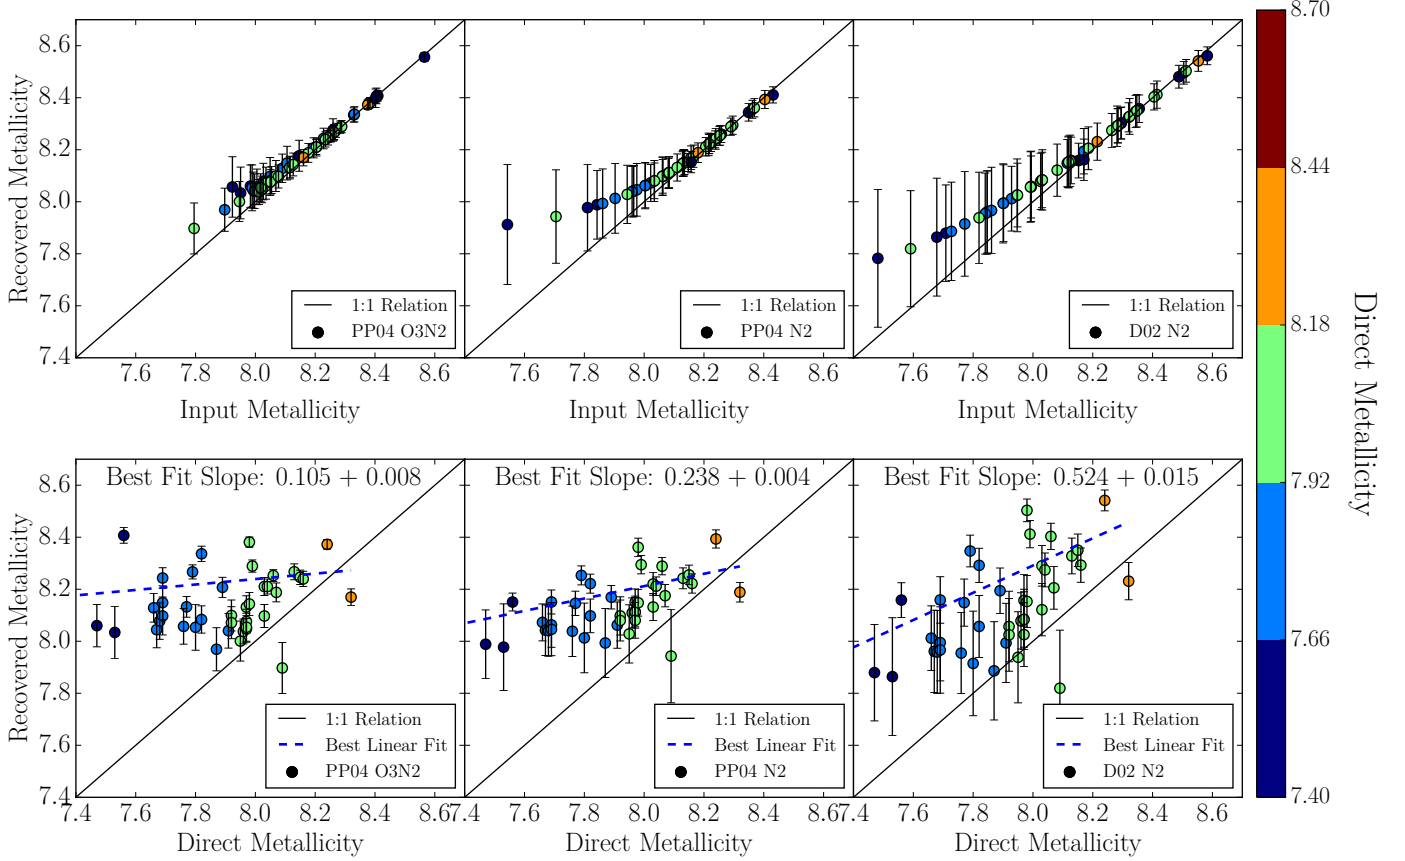 8.6
8.4
8.2
8.0
7.8
7.6
7.4
Recovered Metallicity
1:1 Relation
PP04 O3N2
1:1 Relation
PP04 N2
1:1 Relation
D02 N2
7.6 7.8 8.0 8.2 8.4 8.6
7.6 7.8 8.0 8.2 8.4 8.6
7.6 7.8 8.0 8.2 8.4 8.6
Input Metallicity
Input Metallicity
Input Metallicity
8.70
8.44
8.18
7.92
7.66
7.40
Direct Metallicity
8.6
8.4
8.2
8.0
7.8
7.6
7.4
Recovered Metallicity
Best Fit Slope: 0.105 + 0.008
1:1 Relation
Best Linear Fit
PP04 O3N2
Best Fit Slope: 0.238 + 0.004
1:1 Relation
Best Linear Fit
PP04 N2
Best Fit Slope: 0.524 + 0.015
1:1 Relation
Best Linear Fit
D02 N2
7.4 7.6 7.8 8.0 8.2 8.4 8.6
7.4 7.6 7.8 8.0 8.2 8.4 8.6
7.4 7.6 7.8 8.0 8.2 8.4 8.6
Direct Metallicity
Direct Metallicity
Direct Metallicity